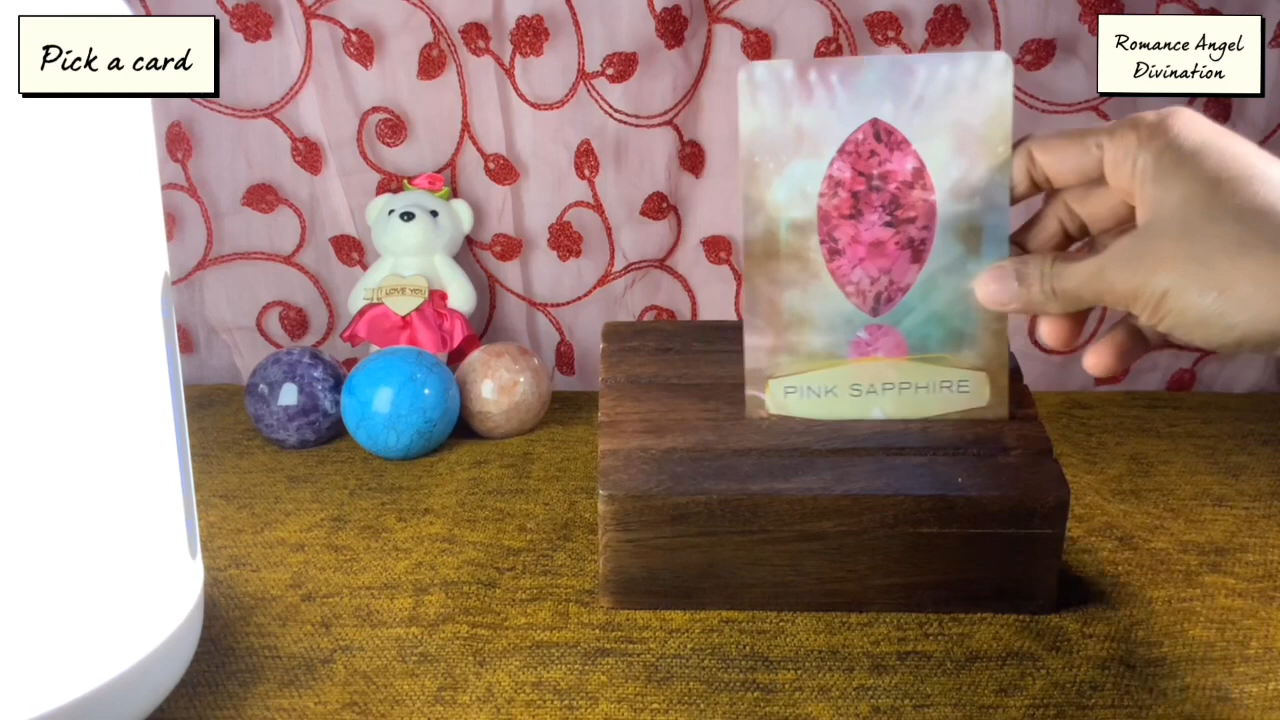 Pick a card
Romance Angel
Divination
I LOVE YOU
PINK SAPPHIRE